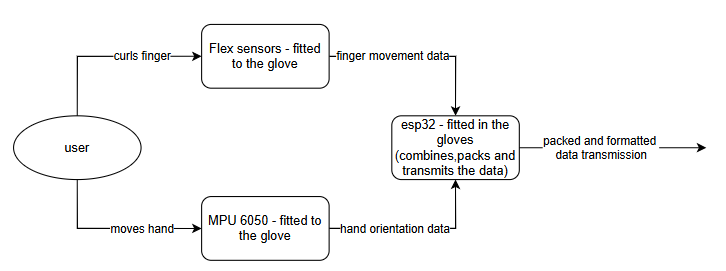 Flex sensors - fitted
to the glove
curls finger
finger movement data
user
esp32 - fitted in the
gloves
(combines,packs and
transmits the data)
packed and formatted
data transmission
MPU 6050 - fitted to
the glove
moves hand
hand orientation data